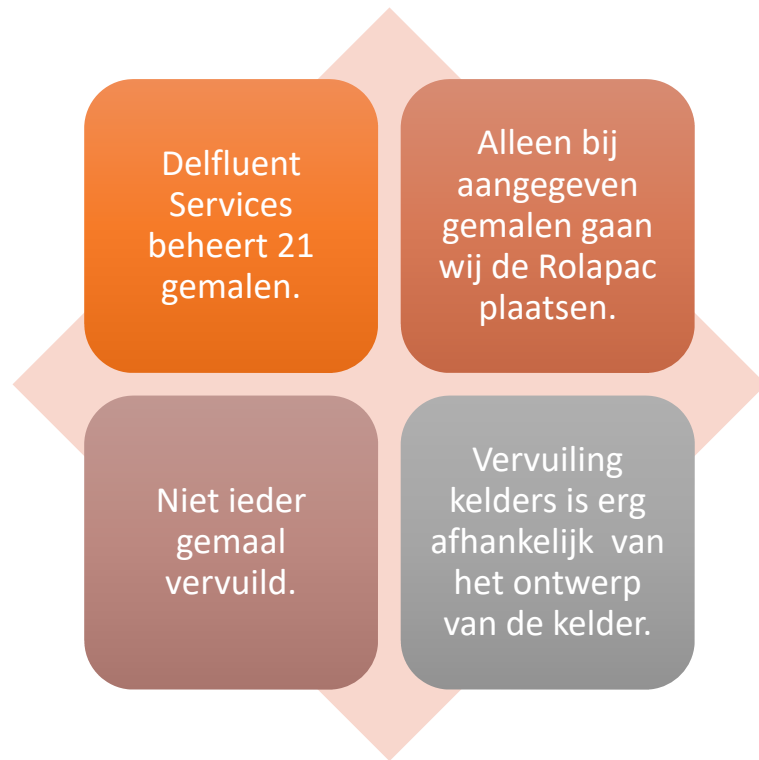 Delfluent
Services
beheert 21
gemalen.
Alleen bij
aangegeven
gemalen gaan
wij de Rolapac
plaatsen.
Niet ieder
gemaal
vervuild.
Vervuiling
kelders is erg
afhankelijk  van
het ontwerp
van de kelder.